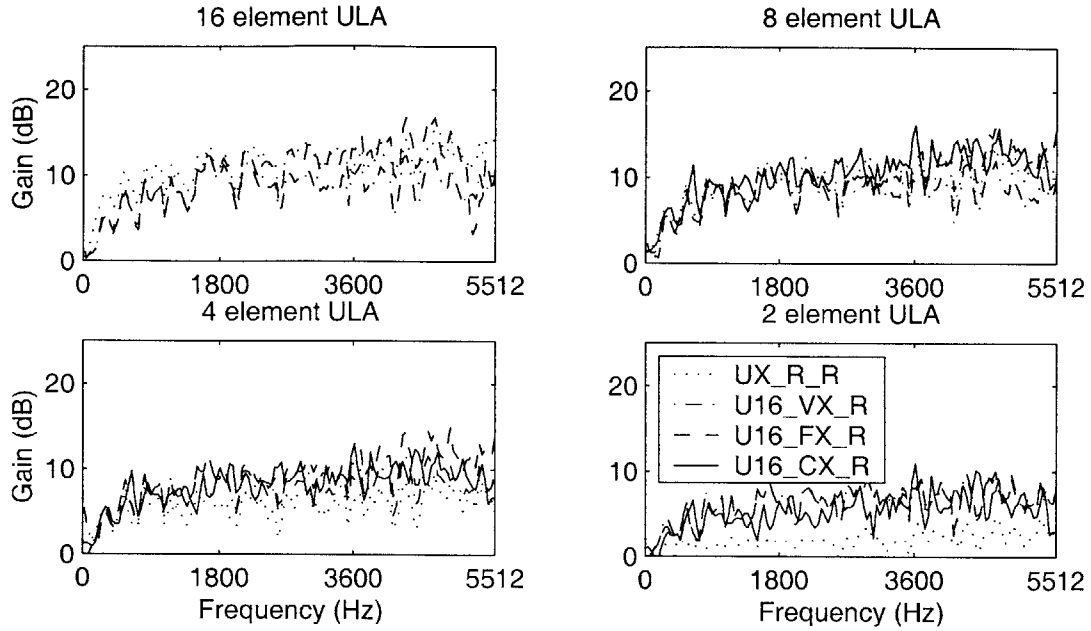 16 element ULA
8 element ULA
Gain (dB)
20
10
0
0
1800
3600
5512
20
10
0
0
1800
3600
5512
4 element ULA
2 element ULA
Gain (dB)
20
10
0
0
1800
3600
5512
Frequency (Hz)
20
10
0
UX_R_R
U16_VX_R
U16_FX_R
U16_CX_R
0
1800
3600
5512
Frequency (Hz)